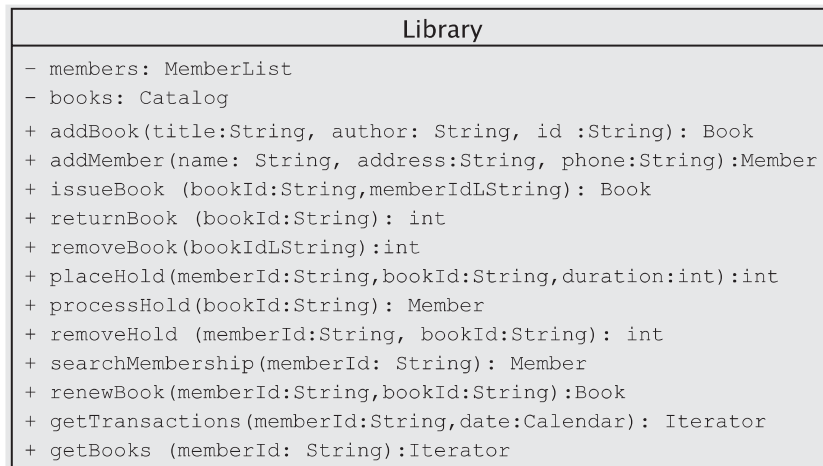 Library
– members: MemberList
– books: Catalog
+ addBook(title:String, author: String, id :String): Book
+ addMember(name: String, address:String, phone:String):Member
+ issueBook (bookId:String,memberIdLString): Book
+ returnBook (bookId:String): int
+ removeBook(bookIdLString):int
+ placeHold(memberId:String,bookId:String,duration:int):int
+ processHold(bookId:String): Member
+ removeHold (memberId:String, bookId:String): int
+ searchMembership(memberId: String): Member
+ renewBook(memberId:String,bookId:String):Book
+ getTransactions(memberId:String,date:Calendar): Iterator
+ getBooks (memberId: String):Iterator